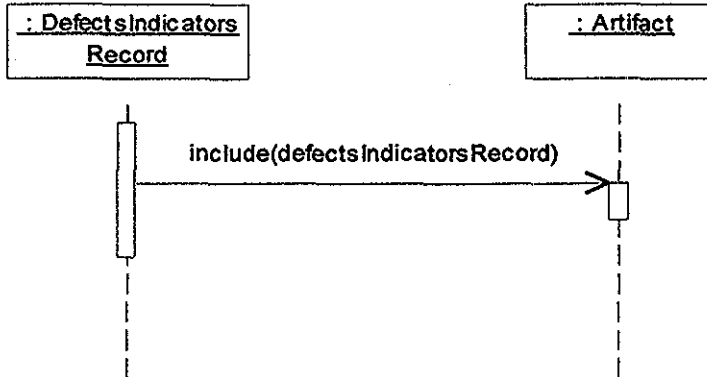 : DefectsIndicators
Record
: Artifact
include(defectsIndicatorsRecord)